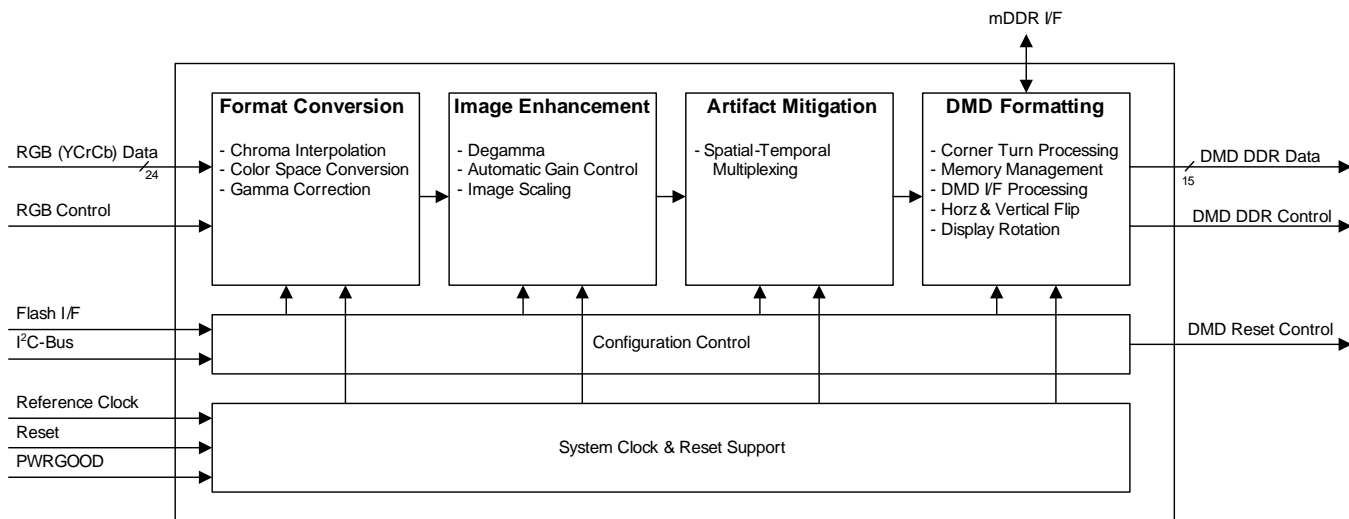 mDDR I/F
Format Conversion
- Chroma Interpolation
- Color Space Conversion
- Gamma Correction
Image Enhancement
- Degamma
- Automatic Gain Control
- Image Scaling
Artifact Mitigation
- Spatial-Temporal
Multiplexing
DMD Formatting
- Corner Turn Processing
- Memory Management
- DMD I/F Processing
- Horz & Vertical Flip
- Display Rotation
RGB (YCrCb) Data
24
RGB Control
DMD DDR Data
15
DMD DDR Control
Flash I/F
I²C-Bus
Configuration Control
DMD Reset Control
Reference Clock
Reset
PWRGOOD
System Clock & Reset Support